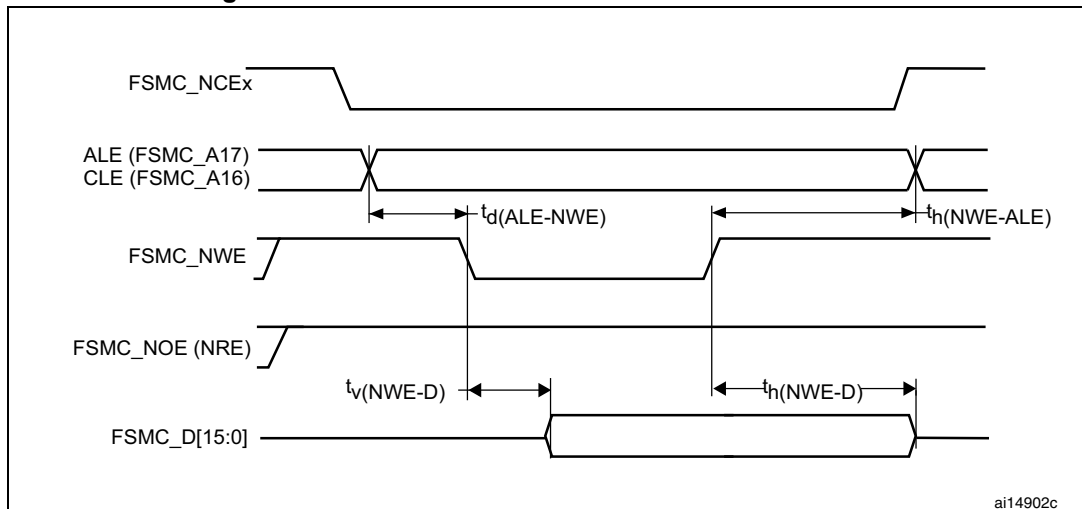 FSMC_NCEx
ALE (FSMC_A17)
CLE (FSMC_A16)
td(ALE-NWE)
th(NWE-ALE)
FSMC_NWE
FSMC_NOE (NRE)
tv(NWE-D)
th(NWE-D)
FSMC_D[15:0]
ai14902c